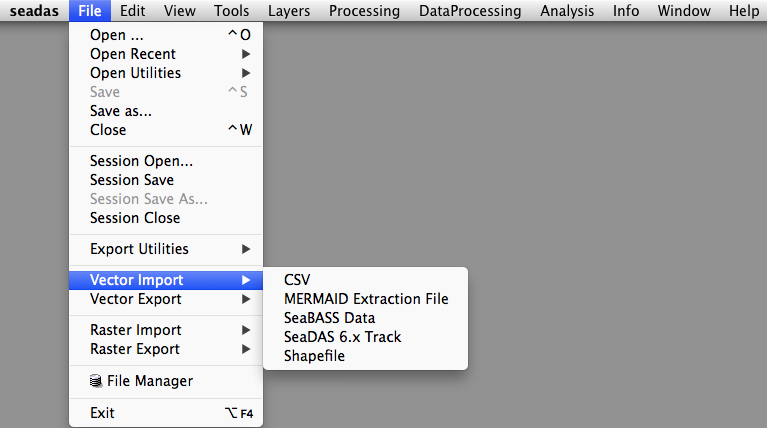 seadas File Edit View Tools Layers Processing DataProcessing Analysis Info Window Help
Open ... ^O
Open Recent ▶
Open Utilities ▶
Save ^S
Save as...
Close ^W
Session Open...
Session Save
Session Save As...
Session Close
Export Utilities ▶
Vector Import ▶
CSV
MERMAID Extraction File
SeaBASS Data
SeaDAS 6.x Track
Shapefile
Vector Export ▶
Raster Import ▶
Raster Export ▶
File Manager
Exit ⌥F4